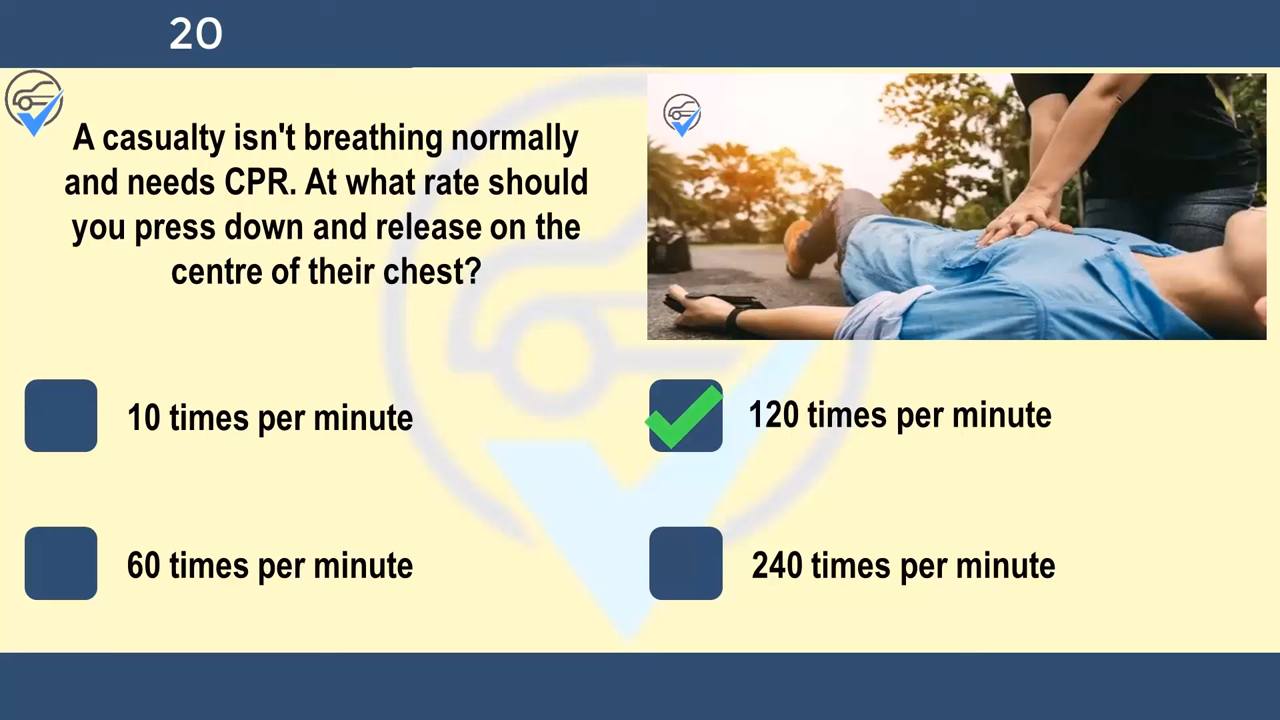 20
A casualty isn't breathing normally
and needs CPR. At what rate should
you press down and release on the
centre of their chest?
10 times per minute
120 times per minute
60 times per minute
240 times per minute